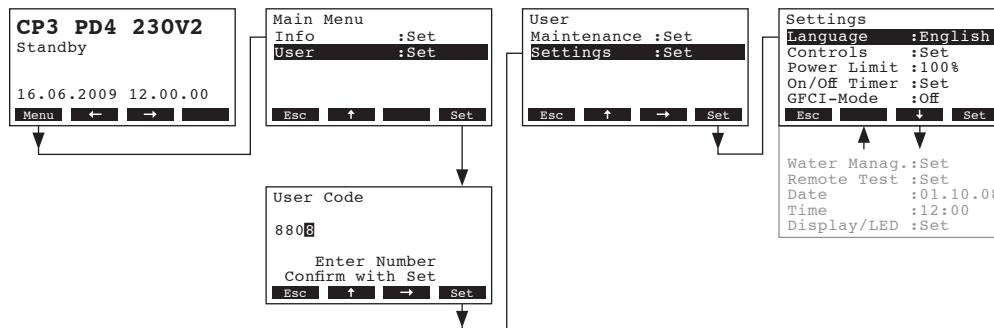 CP3 PD4 230V2
Standby
16.06.2009 12.00.00
Menu ← →
Main Menu
Info :Set
User :Set
Esc ↑ Set
User Code
8808
Enter Number
Confirm with Set
Esc ↑ → Set
User
Maintenance :Set
Settings :Set
Esc ↑ → Set
Settings
Language :English
Controls :Set
Power Limit :100%
On/Off Timer :Set
GFCI-Mode :Off
Esc ↓ Set
Water Manag.:Set
Remote Test :Set
Date :01.10.08
Time :12:00
Display/LED :Set